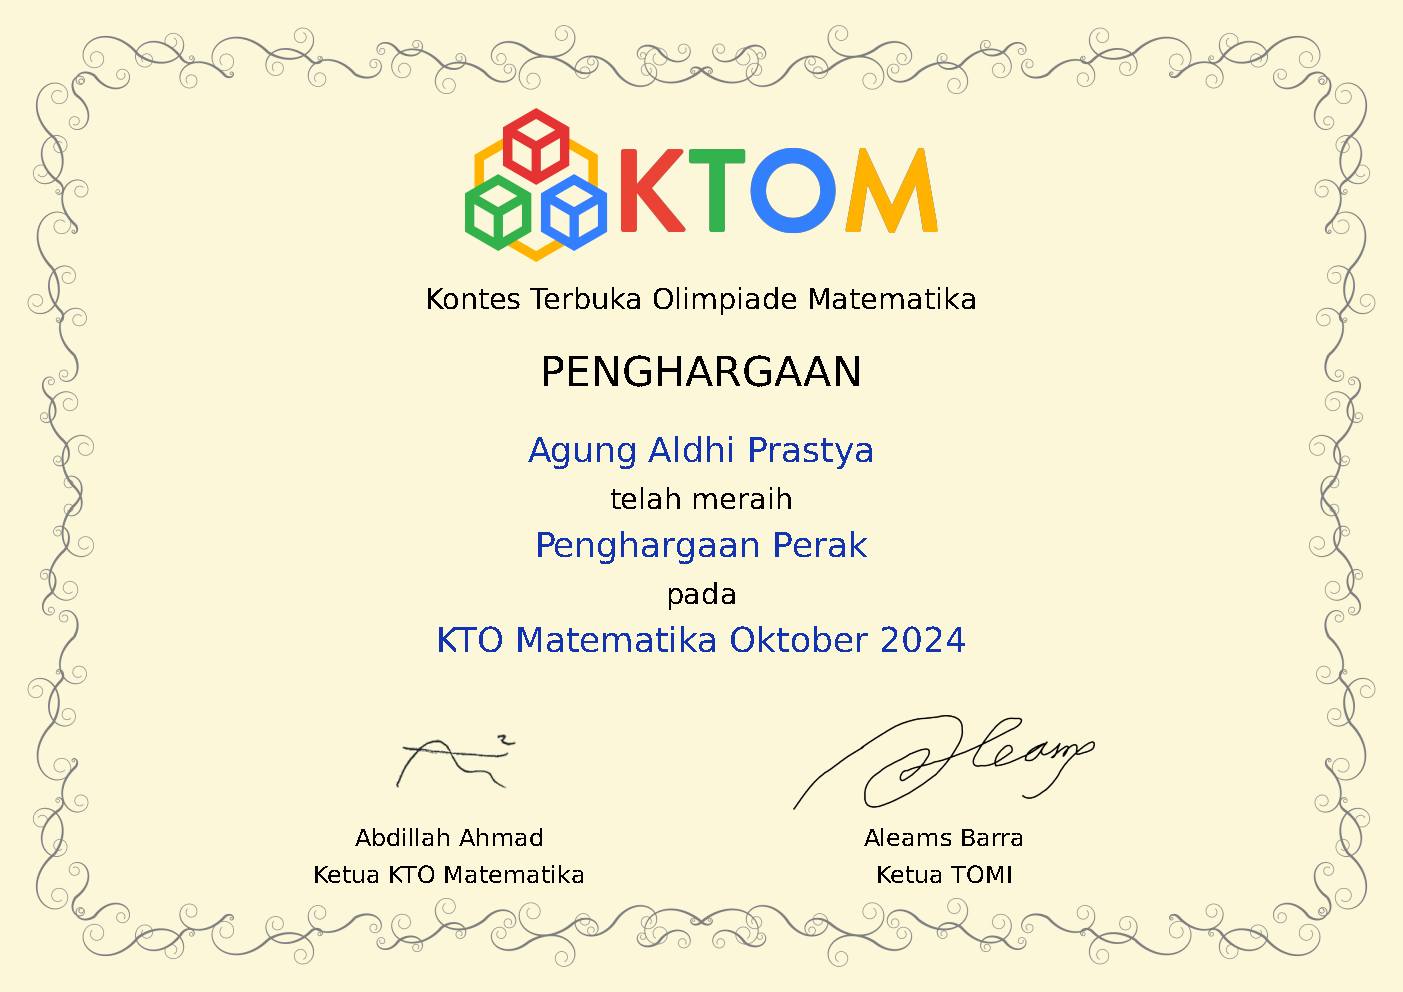 KTOM
Kontes Terbuka Olimpiade Matematika
PENGHARGAAN
Agung Aldhi Prastya
telah meraih
Penghargaan Perak
pada
KTO Matematika Oktober 2024
Aleams
Abdillah Ahmad
Ketua KTO Matematika
Aleams Barra
Ketua TOMI